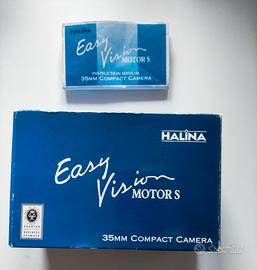 HALINA
Easy
Vision
MOTOR S
INSTRUCTION MANUAL
35MM COMPACT CAMERA
HALINA
Easy
Vision
MOTOR S
35MM COMPACT CAMERA